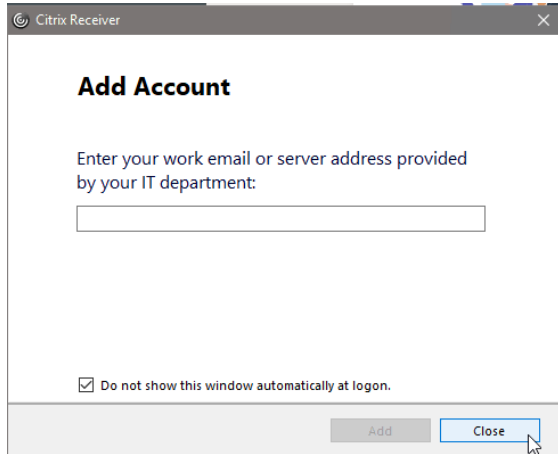 Citrix Receiver
Add Account
Enter your work email or server address provided
by your IT department:
Do not show this window automatically at logon.
Add
Close